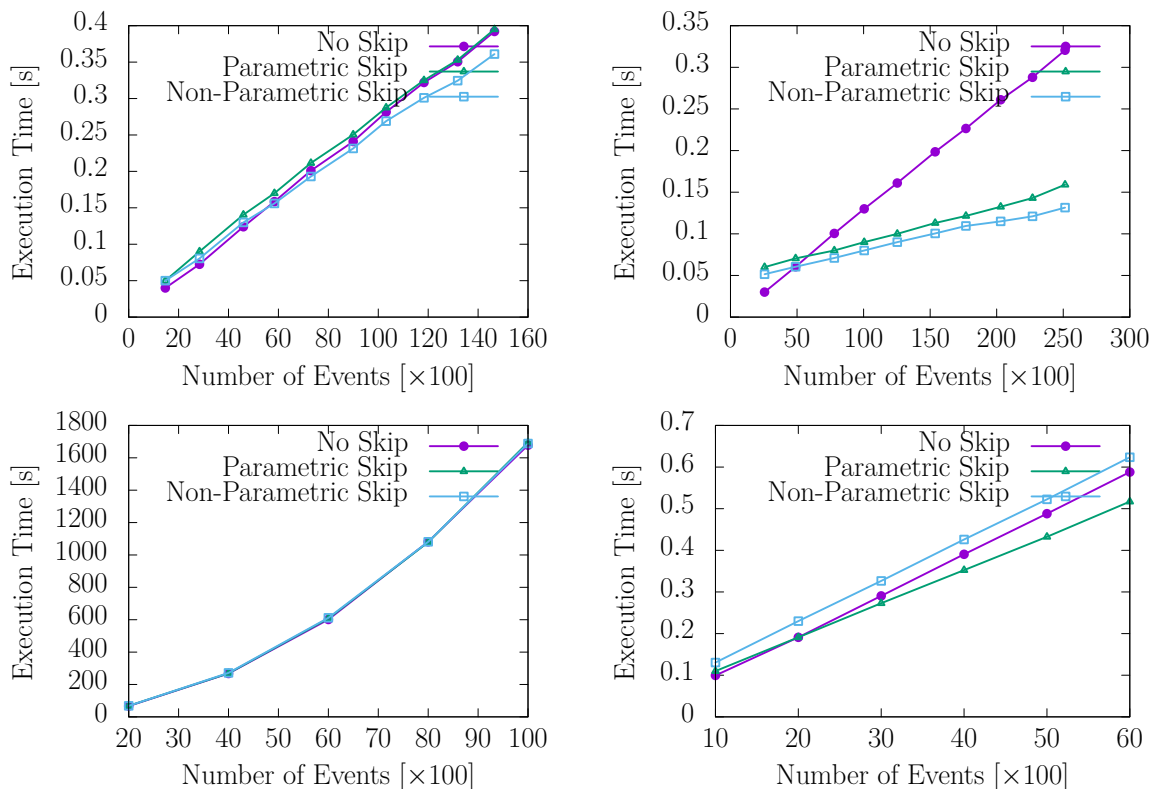 0.4
0.35
0.3
0.25
0.2
0.15
0.1
0.05
0
Execution Time [s]
No Skip
Parametric Skip
Non-Parametric Skip
0 20 40 60 80 100 120 140 160
Number of Events [×100]
0.35
0.3
0.25
0.2
0.15
0.1
0.05
0
Execution Time [s]
No Skip
Parametric Skip
Non-Parametric Skip
0 50 100 150 200 250 300
Number of Events [×100]
1800
1600
1400
1200
1000
800
600
400
200
0
Execution Time [s]
No Skip
Parametric Skip
Non-Parametric Skip
20 30 40 50 60 70 80 90 100
Number of Events [×100]
0.7
0.6
0.5
0.4
0.3
0.2
0.1
0
Execution Time [s]
No Skip
Parametric Skip
Non-Parametric Skip
10 20 30 40 50 60
Number of Events [×100]